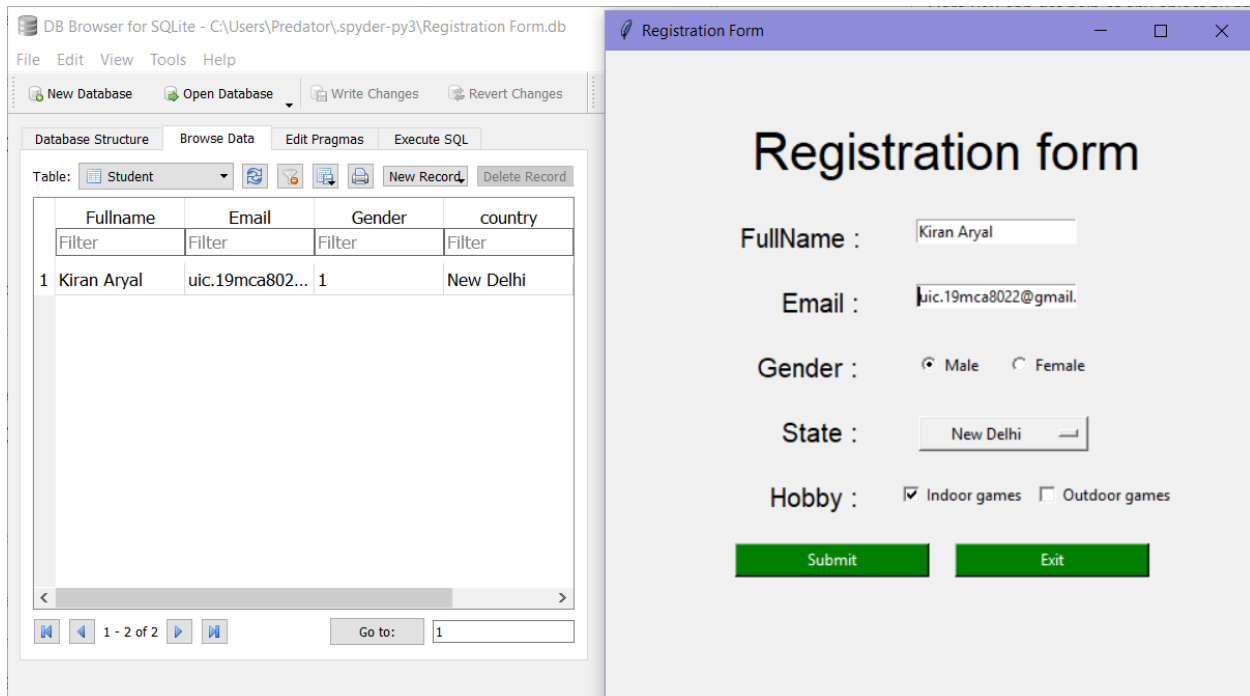 DB Browser for SQLite - C:\Users\Predator\.spyder-py3\Registration Form.db
File Edit View Tools Help
New Database Open Database Write Changes Revert Changes
Database Structure Browse Data Edit Pragmas Execute SQL
Table: Student New Record Delete Record
Fullname Email Gender country
Filter Filter Filter Filter
1 Kiran Aryal uic.19mca802... 1 New Delhi
1 - 2 of 2 Go to: 1
Registration Form
Registration form
FullName : Kiran Aryal
Email : uic.19mca8022@gmail.
Gender : Male Female
State : New Delhi
Hobby : Indoor games Outdoor games
Submit Exit